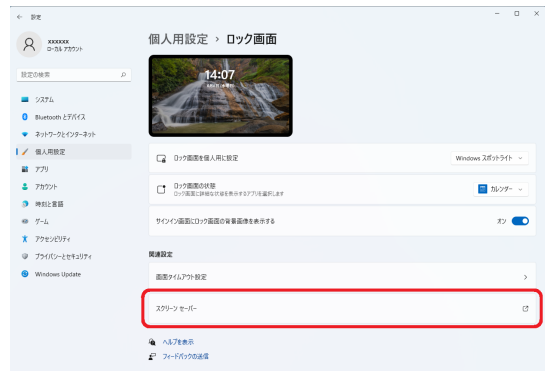 ← 設定
xxxxxx
ローカル アカウント
設定の検索
システム
Bluetooth とデバイス
ネットワークとインターネット
個人用設定
アプリ
アカウント
時刻と言語
ゲーム
アクセシビリティ
プライバシーとセキュリティ
Windows Update
個人用設定 › ロック画面
14:07
ロック画面を個人用に設定
Windows スポットライト
ロック画面の状態
ロック画面に詳細な状態を表示するアプリを選択します
カレンダー
サインイン画面にロック画面の背景画像を表示する
オン
関連設定
画面タイムアウト設定
スクリーン セーバー
ヘルプを表示
フィードバックの送信